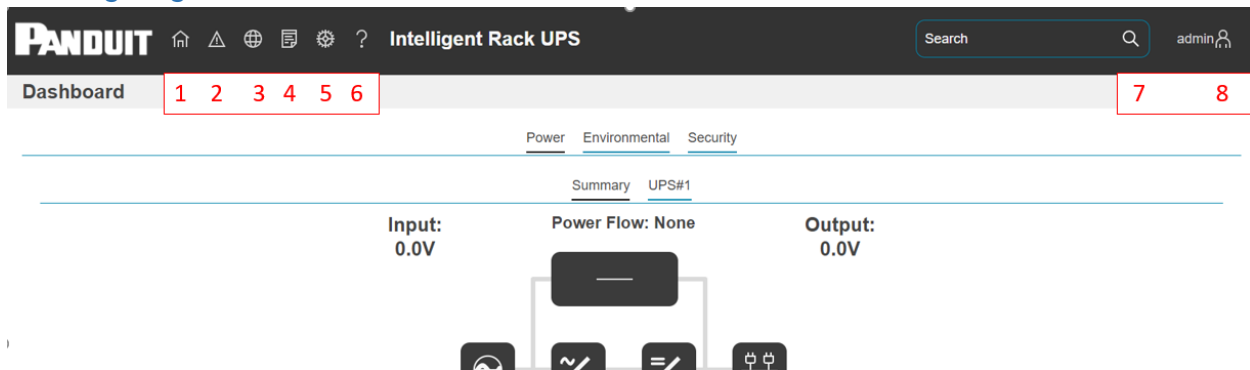 PANDUIT ? Intelligent Rack UPS Search admin
Dashboard 1 2 3 4 5 6 7 8
Power Environmental Security
Summary UPS#1
Input: Power Flow: None Output:
0.0V 0.0V